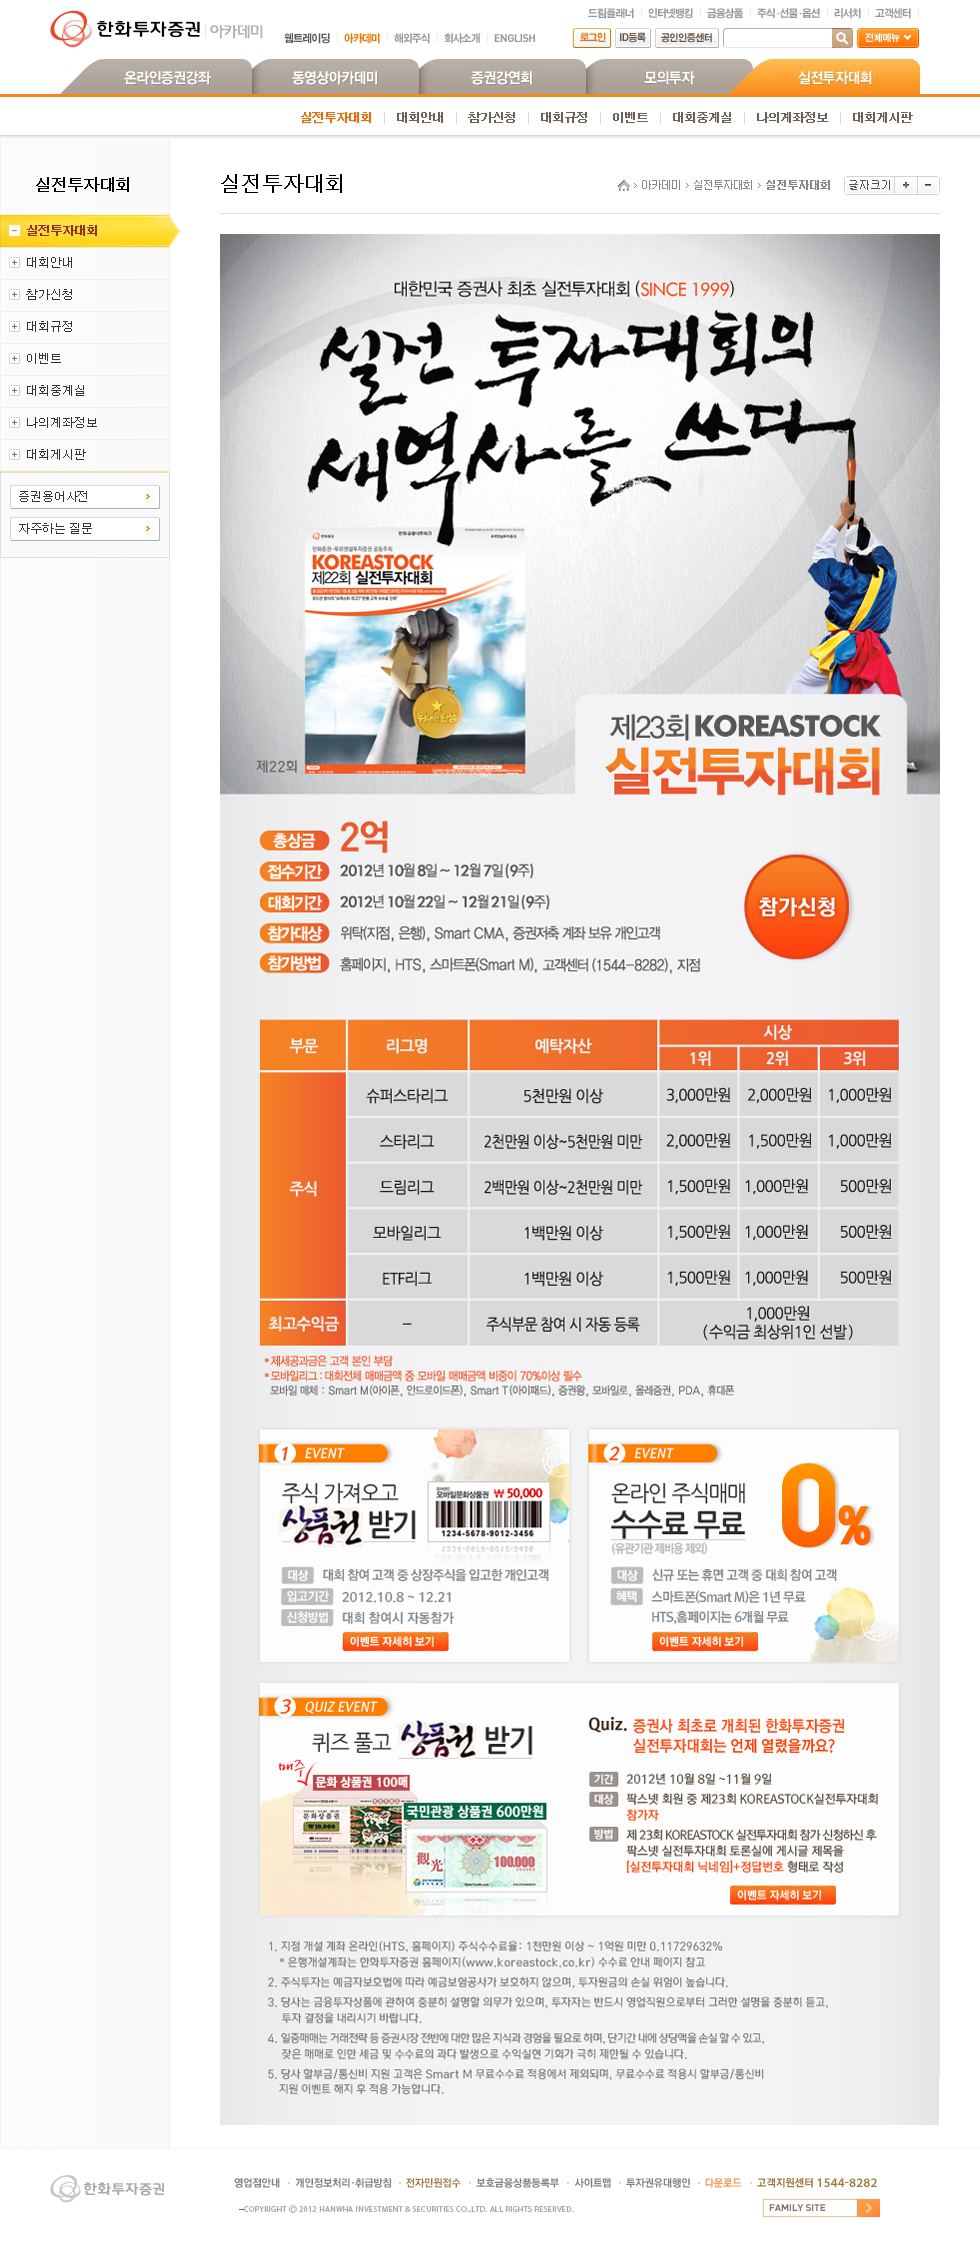 드림플래너 인터넷뱅킹 금융상품 주식·선물·옵션 리서치 고객센터
한화투자증권 아카데미
웹트레이딩 아카데미 해외주식 회사소개 ENGLISH
로그인 ID등록 공인인증센터 전체메뉴
온라인증권강좌 동영상아카데미 증권강연회 모의투자 실전투자대회
실전투자대회 대회안내 참가신청 대회규정 이벤트 대회중계실 나의계좌정보 대회게시판
실전투자대회
실전투자대회
대회안내
참가신청
대회규정
이벤트
대회중계실
나의계좌정보
대회게시판
증권용어사전
자주하는 질문
실전투자대회
아카데미 > 실전투자대회 > 실전투자대회
글자크기 + -
대한민국 증권사 최초 실전투자대회 (SINCE 1999)
실전 투자대회의
새역사를 쓰다
한화증권-푸르덴셜투자증권 공동주최
KOREASTOCK
제22회 실전투자대회
제22회
제23회 KOREASTOCK
실전투자대회
총상금 2억
접수기간 2012년 10월 8일 ~ 12월 7일 (9주)
대회기간 2012년 10월 22일 ~ 12월 21일 (9주)
참가대상 위탁(지점, 은행), Smart CMA, 증권저축 계좌 보유 개인고객
참가방법 홈페이지, HTS, 스마트폰(Smart M), 고객센터 (1544-8282), 지점
참가신청
부문 리그명 예탁자산 시상
1위 2위 3위
주식
슈퍼스타리그 5천만원 이상 3,000만원 2,000만원 1,000만원
스타리그 2천만원 이상~5천만원 미만 2,000만원 1,500만원 1,000만원
드림리그 2백만원 이상~2천만원 미만 1,500만원 1,000만원 500만원
모바일리그 1백만원 이상 1,500만원 1,000만원 500만원
ETF리그 1백만원 이상 1,500만원 1,000만원 500만원
최고수익금 - 주식부문 참여 시 자동 등록 1,000만원
(수익금 최상위1인 선발)
▪제세공과금은 고객 본인 부담
▪모바일리그 : 대회전체 매매금액 중 모바일 매매금액 비중이 70%이상 필수
모바일 매체 : Smart M(아이폰, 안드로이드폰), Smart T(아이패드), 증권왕, 모바일로, 올레증권, PDA, 휴대폰
1 EVENT
주식 가져오고
상품권 받기
모바일문화상품권 ₩ 50,000
1234-5678-9012-3456
대상 대회 참여 고객 중 상장주식을 입고한 개인고객
입고기간 2012.10.8 ~ 12.21
신청방법 대회 참여시 자동참가
이벤트 자세히 보기
2 EVENT
온라인 주식매매
수수료 무료
(유관기관 제비용 제외)
0%
대상 신규 또는 휴면 고객 중 대회 참여 고객
혜택 스마트폰(Smart M)은 1년 무료
HTS,홈페이지는 6개월 무료
이벤트 자세히 보기
3 QUIZ EVENT
퀴즈 풀고 상품권 받기
매주
문화 상품권 100매
문화상품권
₩10,000
국민관광 상품권 600만원
觀光
100,000
Quiz. 증권사 최초로 개최된 한화투자증권
실전투자대회는 언제 열렸을까요?
기간 2012년 10월 8일 ~11월 9일
대상 팍스넷 회원 중 제23회 KOREASTOCK실전투자대회
참가자
방법 제 23회 KOREASTOCK 실전투자대회 참가 신청하신 후
팍스넷 실전투자대회 토론실에 게시글 제목을
[실전투자대회 닉네임]+정답번호 형태로 작성
이벤트 자세히 보기
1. 지점 개설 계좌 온라인(HTS, 홈페이지) 주식수수료율: 1천만원 이상 ~ 1억원 미만 0.11729632%
* 은행개설계좌는 한화투자증권 홈페이지(www.koreastock.co.kr) 수수료 안내 페이지 참고
2. 주식투자는 예금자보호법에 따라 예금보험공사가 보호하지 않으며, 투자원금의 손실 위험이 높습니다.
3. 당사는 금융투자상품에 관하여 충분히 설명할 의무가 있으며, 투자자는 반드시 영업직원으로부터 그러한 설명을 충분히 듣고,
투자 결정을 내리시기 바랍니다.
4. 일중매매는 거래전략 등 증권시장 전반에 대한 많은 지식과 경험을 필요로 하며, 단기간 내에 상당액을 손실 할 수 있고,
잦은 매매로 인한 세금 및 수수료의 과다 발생으로 수익실현 기회가 극히 제한될 수 있습니다.
5. 당사 할부금/통신비 지원 고객은 Smart M 무료수수료 적용에서 제외되며, 무료수수료 적용시 할부금/통신비
지원 이벤트 해지 후 적용 가능합니다.
한화투자증권
영업점안내 · 개인정보처리·취급방침 · 전자민원접수 · 보호금융상품등록부 · 사이트맵 · 투자권유대행인 · 다운로드 · 고객지원센터 1544-8282
COPYRIGHT ⓒ 2012 HANWHA INVESTMENT & SECURITIES CO.,LTD. ALL RIGHTS RESERVED.
FAMILY SITE